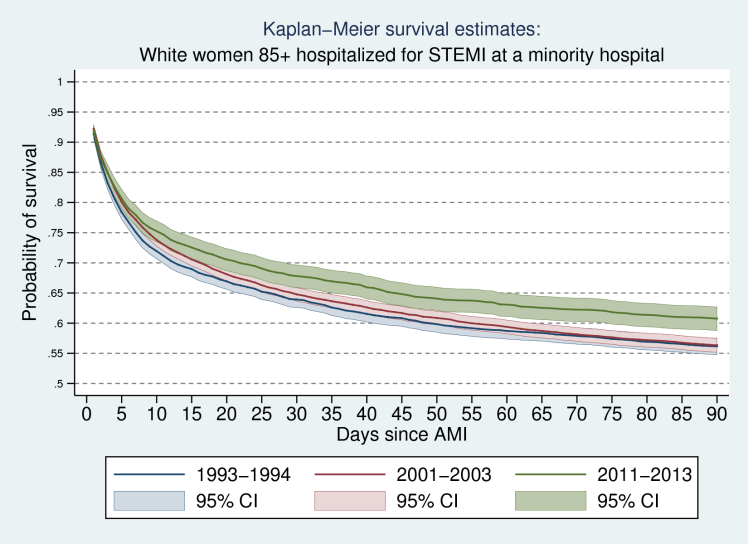 Kaplan−Meier survival estimates:
White women 85+ hospitalized for STEMI at a minority hospital
Probability of survival
1
.95
.9
.85
.8
.75
.7
.65
.6
.55
.5
0 5 10 15 20 25 30 35 40 45 50 55 60 65 70 75 80 85 90
Days since AMI
1993−1994 2001−2003 2011−2013
95% CI 95% CI 95% CI